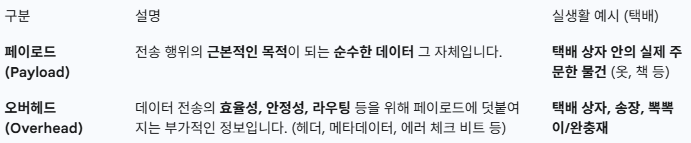 구분 설명 실생활 예시 (택배)
페이로드 전송 행위의 근본적인 목적이 되는 순수한 데이터 그 자체입니다. 택배 상자 안의 실제 주
(Payload) 문한 물건 (옷, 책 등)
오버헤드 데이터 전송의 효율성, 안정성, 라우팅 등을 위해 페이로드에 덧붙여 택배 상자, 송장, 뽁뽁
(Overhead) 지는 부가적인 정보입니다. (헤더, 메타데이터, 에러 체크 비트 등) 이/완충재